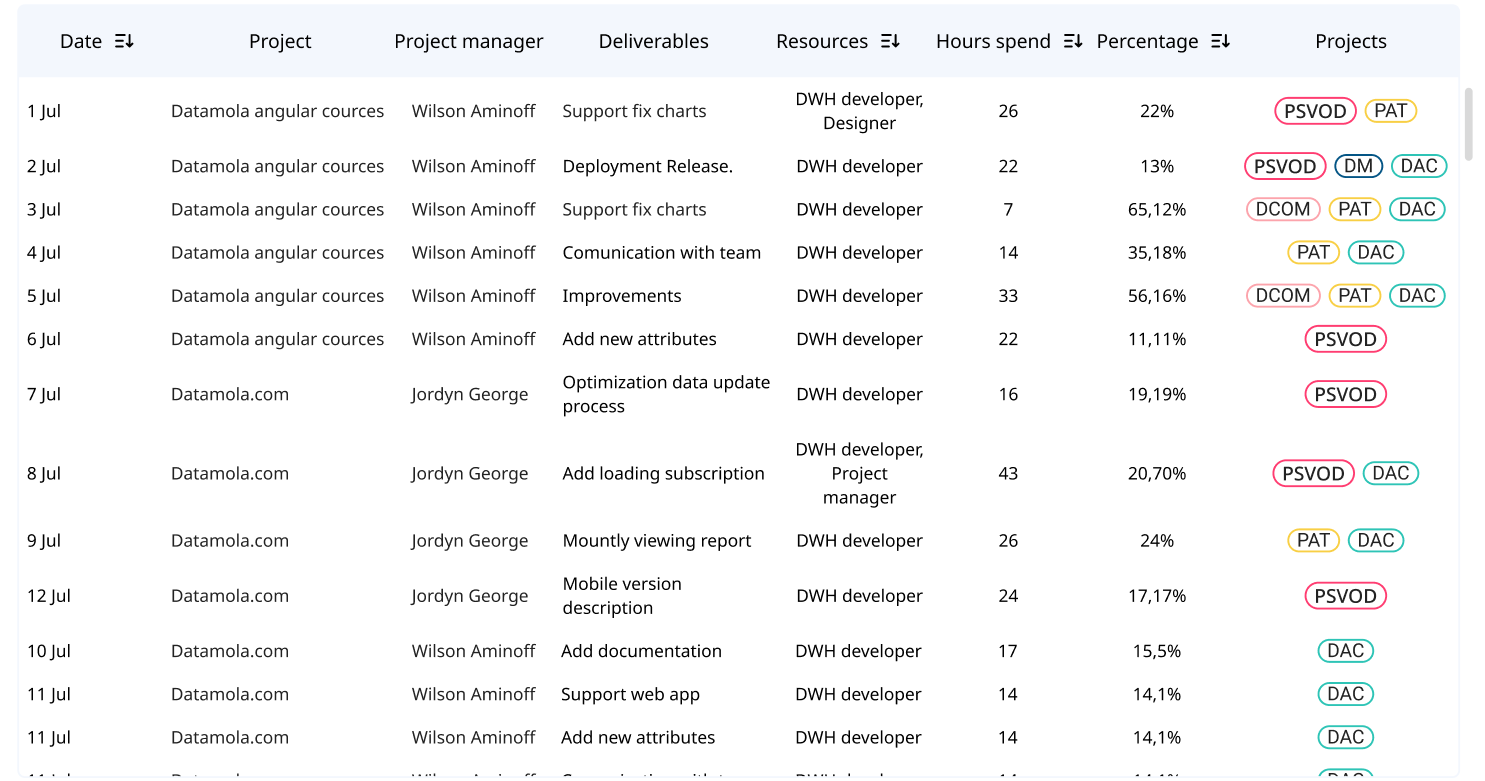 Date Project Project manager Deliverables Resources Hours spend Percentage Projects
1 Jul Datamola angular cources Wilson Aminoff Support fix charts DWH developer, 26 22% PSVOD PAT
Designer
2 Jul Datamola angular cources Wilson Aminoff Deployment Release. DWH developer 22 13% PSVOD DM DAC
3 Jul Datamola angular cources Wilson Aminoff Support fix charts DWH developer 7 65,12% DCOM PAT DAC
4 Jul Datamola angular cources Wilson Aminoff Comunication with team DWH developer 14 35,18% PAT DAC
5 Jul Datamola angular cources Wilson Aminoff Improvements DWH developer 33 56,16% DCOM PAT DAC
6 Jul Datamola angular cources Wilson Aminoff Add new attributes DWH developer 22 11,11% PSVOD
7 Jul Datamola.com Jordyn George Optimization data update DWH developer 16 19,19% PSVOD
process
8 Jul Datamola.com Jordyn George Add loading subscription DWH developer, 43 20,70% PSVOD DAC
Project
manager
9 Jul Datamola.com Jordyn George Mountly viewing report DWH developer 26 24% PAT DAC
12 Jul Datamola.com Jordyn George Mobile version DWH developer 24 17,17% PSVOD
description
10 Jul Datamola.com Wilson Aminoff Add documentation DWH developer 17 15,5% DAC
11 Jul Datamola.com Wilson Aminoff Support web app DWH developer 14 14,1% DAC
11 Jul Datamola.com Wilson Aminoff Add new attributes DWH developer 14 14,1% DAC